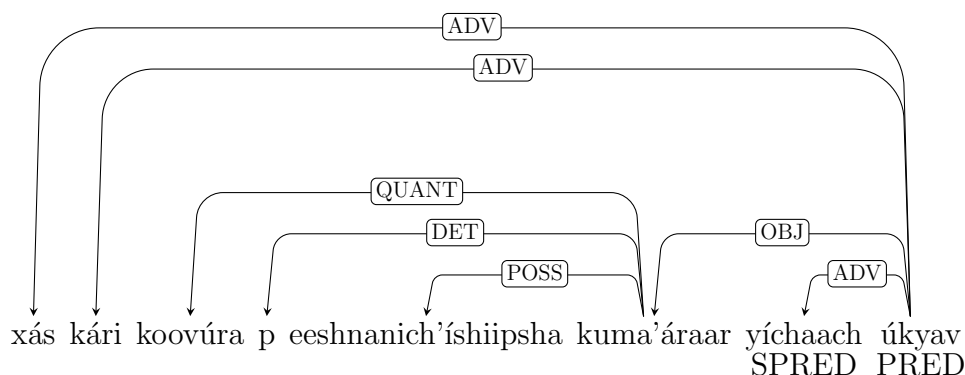 ADV
ADV
QUANT
DET OBJ
POSS ADV
xás kári koovúra p eeshnanich'íshiipsha kuma'áraar yíchaach úkyav
SPRED PRED